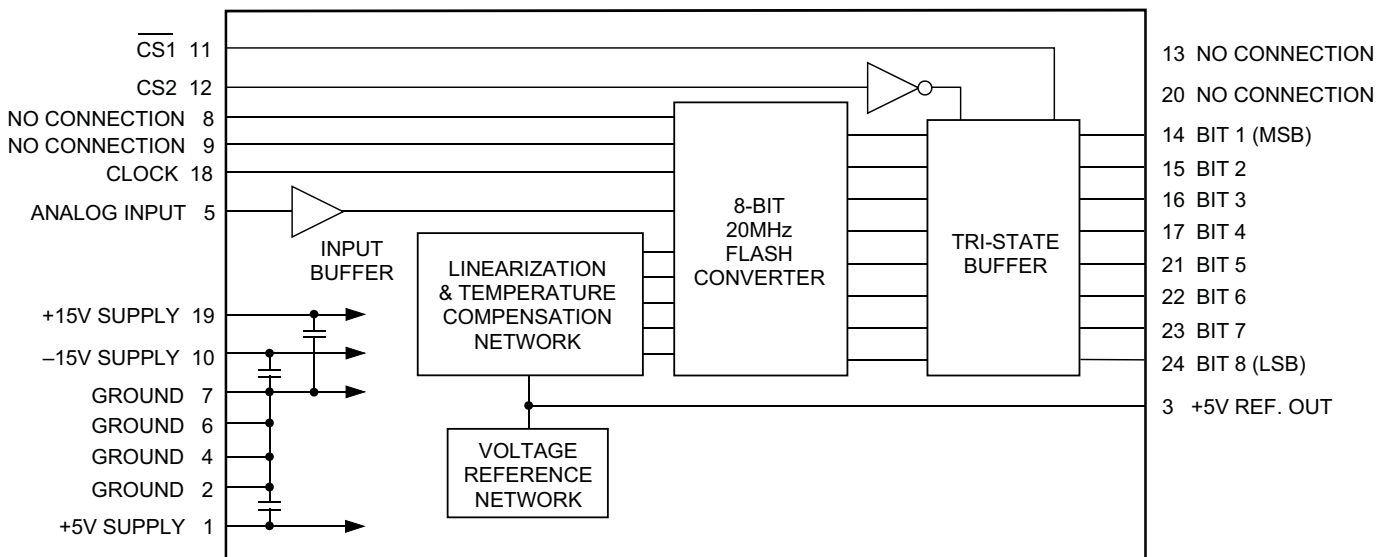 CS1 11
CS2 12
NO CONNECTION 8
NO CONNECTION 9
CLOCK 18
ANALOG INPUT 5
+15V SUPPLY 19
–15V SUPPLY 10
GROUND 7
GROUND 6
GROUND 4
GROUND 2
+5V SUPPLY 1
INPUT
BUFFER
LINEARIZATION
& TEMPERATURE
COMPENSATION
NETWORK
VOLTAGE
REFERENCE
NETWORK
8-BIT
20MHz
FLASH
CONVERTER
TRI-STATE
BUFFER
13 NO CONNECTION
20 NO CONNECTION
14 BIT 1 (MSB)
15 BIT 2
16 BIT 3
17 BIT 4
21 BIT 5
22 BIT 6
23 BIT 7
24 BIT 8 (LSB)
3 +5V REF. OUT